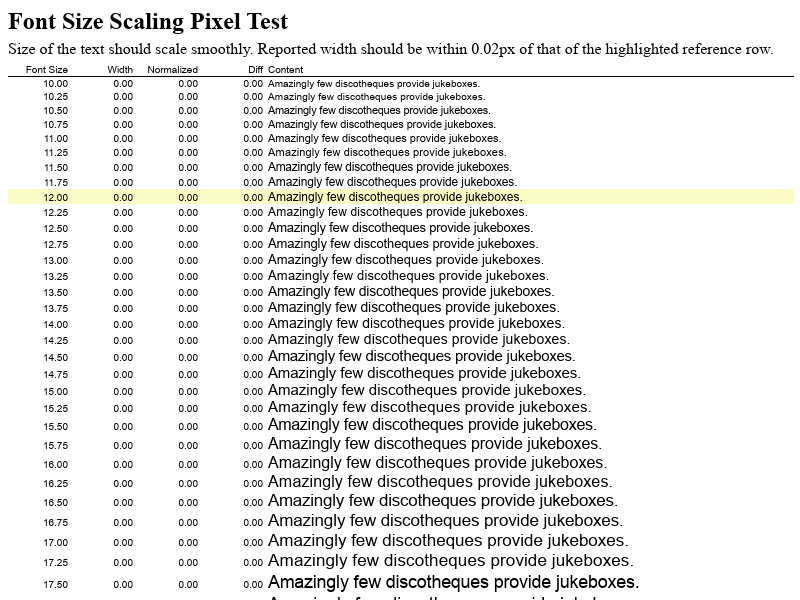 Font Size Scaling Pixel Test
Size of the text should scale smoothly. Reported width should be within 0.02px of that of the highlighted reference row.
Font Size Width Normalized Diff Content
10.00 0.00 0.00 0.00 Amazingly few discotheques provide jukeboxes.
10.25 0.00 0.00 0.00 Amazingly few discotheques provide jukeboxes.
10.50 0.00 0.00 0.00 Amazingly few discotheques provide jukeboxes.
10.75 0.00 0.00 0.00 Amazingly few discotheques provide jukeboxes.
11.00 0.00 0.00 0.00 Amazingly few discotheques provide jukeboxes.
11.25 0.00 0.00 0.00 Amazingly few discotheques provide jukeboxes.
11.50 0.00 0.00 0.00 Amazingly few discotheques provide jukeboxes.
11.75 0.00 0.00 0.00 Amazingly few discotheques provide jukeboxes.
12.00 0.00 0.00 0.00 Amazingly few discotheques provide jukeboxes.
12.25 0.00 0.00 0.00 Amazingly few discotheques provide jukeboxes.
12.50 0.00 0.00 0.00 Amazingly few discotheques provide jukeboxes.
12.75 0.00 0.00 0.00 Amazingly few discotheques provide jukeboxes.
13.00 0.00 0.00 0.00 Amazingly few discotheques provide jukeboxes.
13.25 0.00 0.00 0.00 Amazingly few discotheques provide jukeboxes.
13.50 0.00 0.00 0.00 Amazingly few discotheques provide jukeboxes.
13.75 0.00 0.00 0.00 Amazingly few discotheques provide jukeboxes.
14.00 0.00 0.00 0.00 Amazingly few discotheques provide jukeboxes.
14.25 0.00 0.00 0.00 Amazingly few discotheques provide jukeboxes.
14.50 0.00 0.00 0.00 Amazingly few discotheques provide jukeboxes.
14.75 0.00 0.00 0.00 Amazingly few discotheques provide jukeboxes.
15.00 0.00 0.00 0.00 Amazingly few discotheques provide jukeboxes.
15.25 0.00 0.00 0.00 Amazingly few discotheques provide jukeboxes.
15.50 0.00 0.00 0.00 Amazingly few discotheques provide jukeboxes.
15.75 0.00 0.00 0.00 Amazingly few discotheques provide jukeboxes.
16.00 0.00 0.00 0.00 Amazingly few discotheques provide jukeboxes.
16.25 0.00 0.00 0.00 Amazingly few discotheques provide jukeboxes.
16.50 0.00 0.00 0.00 Amazingly few discotheques provide jukeboxes.
16.75 0.00 0.00 0.00 Amazingly few discotheques provide jukeboxes.
17.00 0.00 0.00 0.00 Amazingly few discotheques provide jukeboxes.
17.25 0.00 0.00 0.00 Amazingly few discotheques provide jukeboxes.
17.50 0.00 0.00 0.00 Amazingly few discotheques provide jukeboxes.